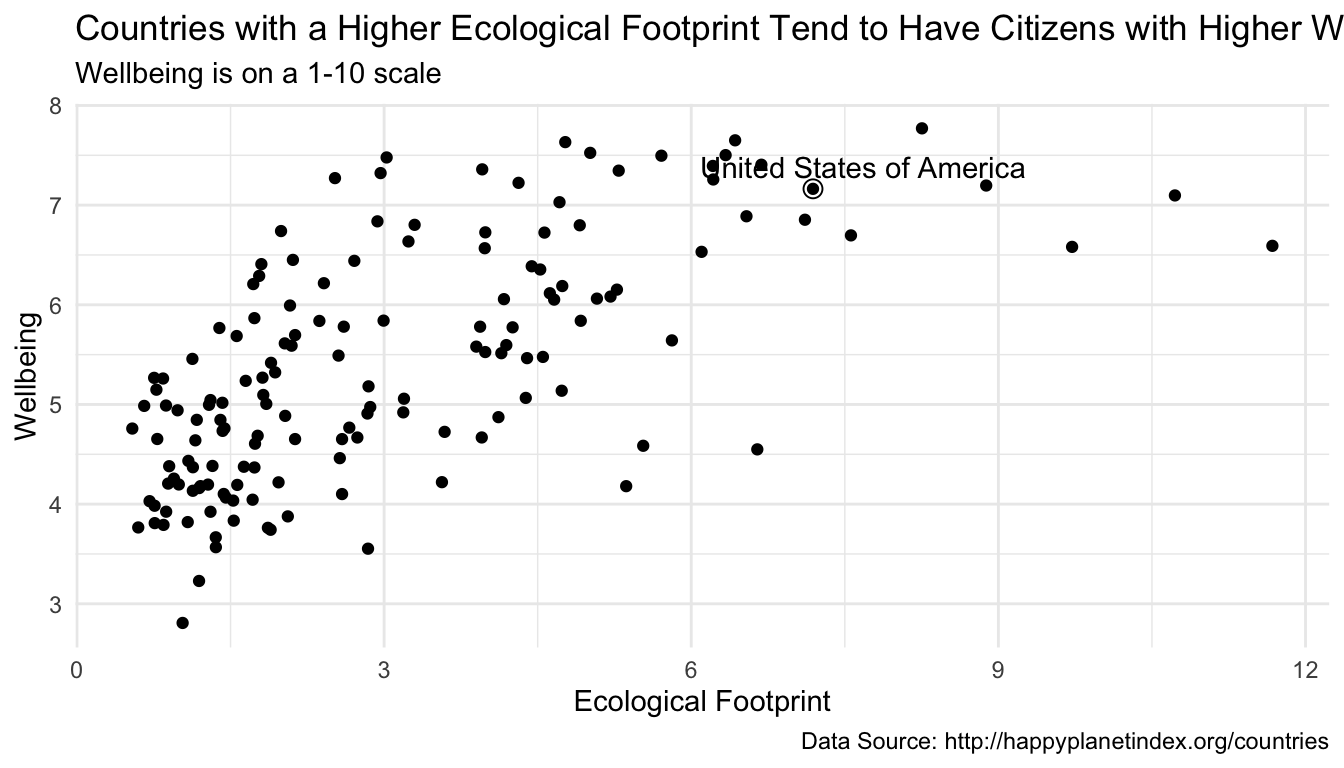 Countries with a Higher Ecological Footprint Tend to Have Citizens with Higher W
Wellbeing is on a 1-10 scale
8
7
6
5
4
3
Wellbeing
United States of America
0 3 6 9 12
Ecological Footprint
Data Source: http://happyplanetindex.org/countries